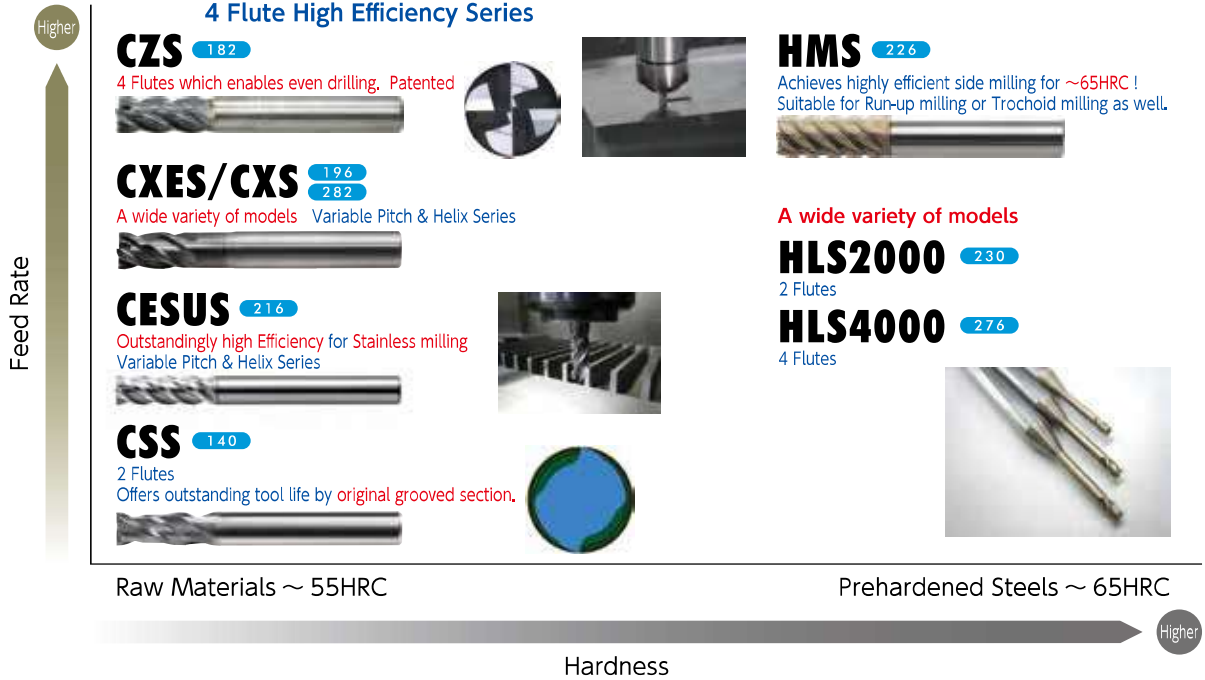 Higher
4 Flute High Efficiency Series
CZS 182
4 Flutes which enables even drilling. Patented
CXES/CXS 196
282
A wide variety of models Variable Pitch & Helix Series
CESUS 216
Outstandingly high Efficiency for Stainless milling
Variable Pitch & Helix Series
CSS 140
2 Flutes
Offers outstanding tool life by original grooved section.
HMS 226
Achieves highly efficient side milling for ～65HRC !
Suitable for Run-up milling or Trochoid milling as well.
A wide variety of models
HLS2000 230
2 Flutes
HLS4000 276
4 Flutes
Feed Rate
Raw Materials ～ 55HRC
Prehardened Steels ～ 65HRC
Higher
Hardness